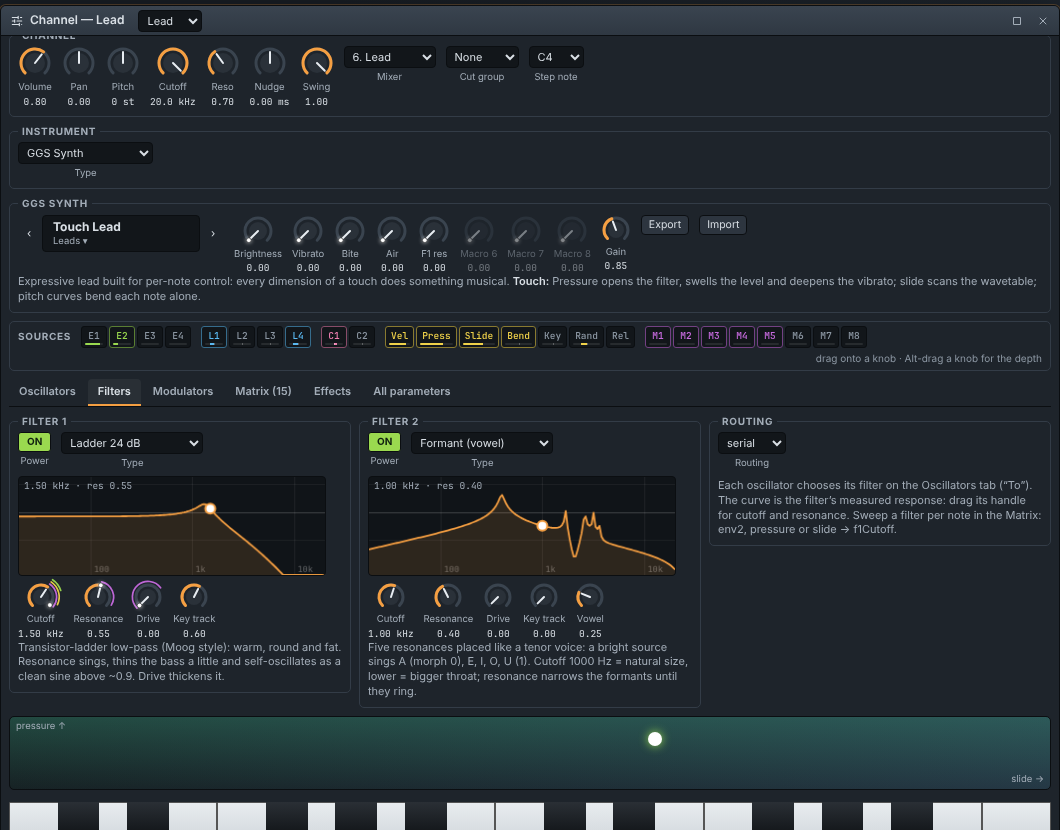 Channel — Lead Lead
CHANNEL
6. Lead None C4
Volume Pan Pitch Cutoff Reso Nudge Swing Mixer Cut group Step note
0.80 0.00 0 st 20.0 kHz 0.70 0.00 ms 1.00
INSTRUMENT
GGS Synth
Type
GGS SYNTH
‹ Touch Lead ›
Leads ▾
Export Import
Brightness Vibrato Bite Air F1 res Macro 6 Macro 7 Macro 8 Gain
0.00 0.00 0.00 0.00 0.00 0.00 0.00 0.00 0.85
Expressive lead built for per-note control: every dimension of a touch does something musical. Touch: Pressure opens the filter, swells the level and deepens the vibrato; slide scans the wavetable;
pitch curves bend each note alone.
SOURCES E1 E2 E3 E4 L1 L2 L3 L4 C1 C2 Vel Press Slide Bend Key Rand Rel M1 M2 M3 M4 M5 M6 M7 M8
drag onto a knob · Alt-drag a knob for the depth
Oscillators Filters Modulators Matrix (15) Effects All parameters
FILTER 1
ON Ladder 24 dB
Power Type
1.50 kHz · res 0.55
100 1k 10k
Cutoff Resonance Drive Key track
1.50 kHz 0.55 0.00 0.60
Transistor-ladder low-pass (Moog style): warm, round and fat.
Resonance sings, thins the bass a little and self-oscillates as a
clean sine above ~0.9. Drive thickens it.
FILTER 2
ON Formant (vowel)
Power Type
1.00 kHz · res 0.40
100 1k 10k
Cutoff Resonance Drive Key track Vowel
1.00 kHz 0.40 0.00 0.00 0.25
Five resonances placed like a tenor voice: a bright source
sings A (morph 0), E, I, O, U (1). Cutoff 1000 Hz = natural size,
lower = bigger throat; resonance narrows the formants until
they ring.
ROUTING
serial
Routing
Each oscillator chooses its filter on the Oscillators tab ("To").
The curve is the filter's measured response: drag its handle
for cutoff and resonance. Sweep a filter per note in the Matrix:
env2, pressure or slide → f1Cutoff.
pressure ↑
slide →